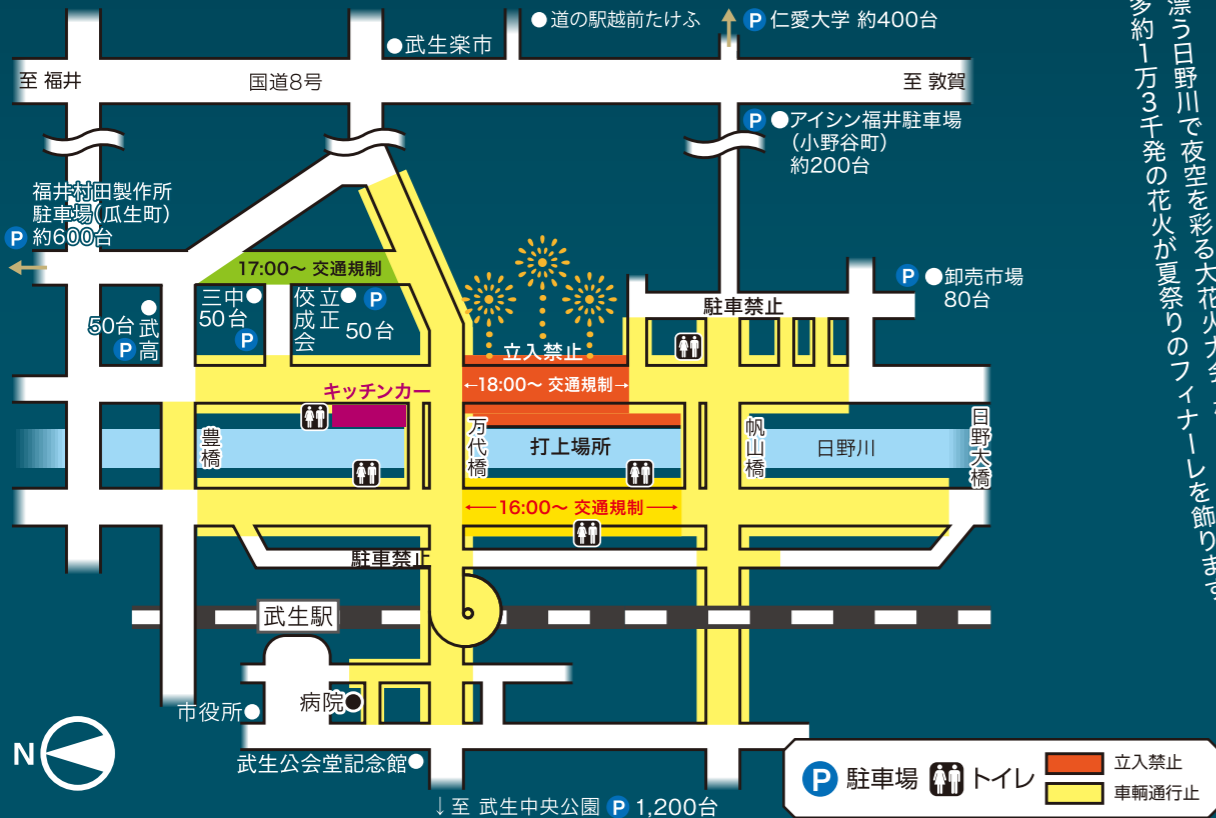 道の駅越前たけふ
P 仁愛大学 約400台
武生楽市
至 福井
国道8号
至 敦賀
P アイシン福井駐車場
(小野谷町)
約200台
福井村田製作所
駐車場(瓜生町)
P 約600台
17:00～ 交通規制
武高
50台
P
三中
50台
P
立正
佼成会
P
50台
P 卸売市場
80台
駐車禁止
立入禁止
←18:00～ 交通規制→
キッチンカー
豊橋
万代橋
打上場所
帆山橋
日野川
日野大橋
←16:00～ 交通規制→
駐車禁止
武生駅
病院
市役所
武生公会堂記念館
N
↓至 武生中央公園 P 1,200台
P 駐車場
トイレ
立入禁止
車輌通行止
漂う日野川で夜空を彩る大花火大会
多約1万3千発の花火が夏祭りのフィナーレを飾ります